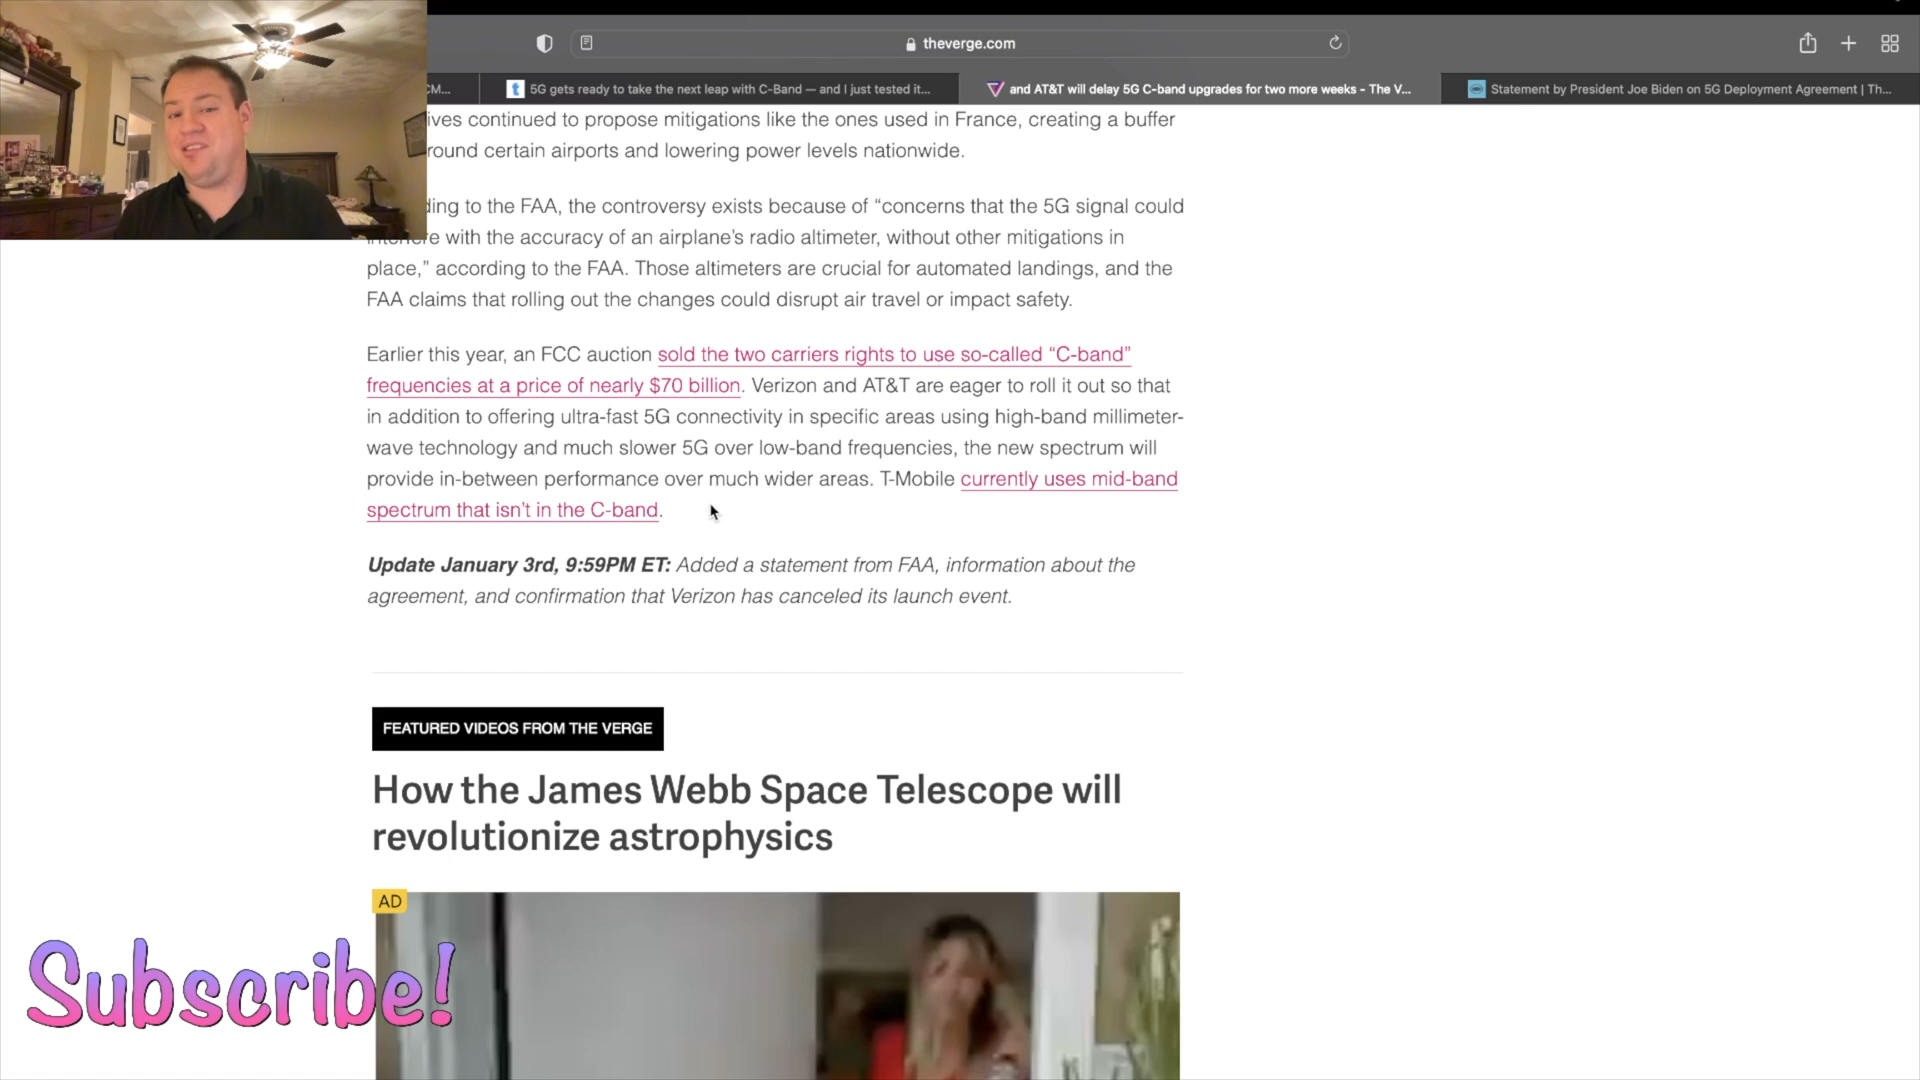 theverge.com
CM...
5G gets ready to take the next leap with C-Band — and I just tested it...
and AT&T will delay 5G C-band upgrades for two more weeks - The V...
Statement by President Joe Biden on 5G Deployment Agreement | Th...
ives continued to propose mitigations like the ones used in France, creating a buffer
round certain airports and lowering power levels nationwide.
ding to the FAA, the controversy exists because of “concerns that the 5G signal could
interfere with the accuracy of an airplane’s radio altimeter, without other mitigations in
place,” according to the FAA. Those altimeters are crucial for automated landings, and the
FAA claims that rolling out the changes could disrupt air travel or impact safety.
Earlier this year, an FCC auction sold the two carriers rights to use so-called “C-band”
frequencies at a price of nearly $70 billion. Verizon and AT&T are eager to roll it out so that
in addition to offering ultra-fast 5G connectivity in specific areas using high-band millimeter-
wave technology and much slower 5G over low-band frequencies, the new spectrum will
provide in-between performance over much wider areas. T-Mobile currently uses mid-band
spectrum that isn’t in the C-band.
Update January 3rd, 9:59PM ET: Added a statement from FAA, information about the
agreement, and confirmation that Verizon has canceled its launch event.
FEATURED VIDEOS FROM THE VERGE
How the James Webb Space Telescope will
revolutionize astrophysics
AD
Subscribe!